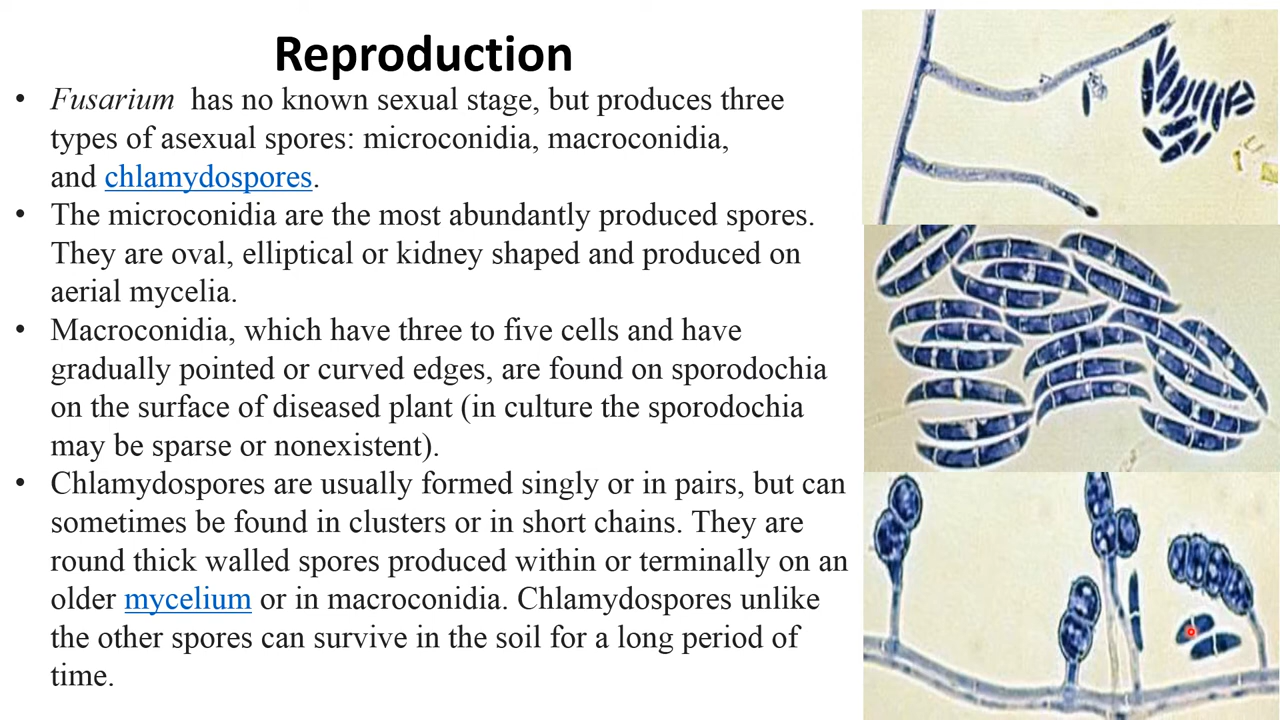 Reproduction
• Fusarium has no known sexual stage, but produces three
types of asexual spores: microconidia, macroconidia,
and chlamydospores.
• The microconidia are the most abundantly produced spores.
They are oval, elliptical or kidney shaped and produced on
aerial mycelia.
• Macroconidia, which have three to five cells and have
gradually pointed or curved edges, are found on sporodochia
on the surface of diseased plant (in culture the sporodochia
may be sparse or nonexistent).
• Chlamydospores are usually formed singly or in pairs, but can
sometimes be found in clusters or in short chains. They are
round thick walled spores produced within or terminally on an
older mycelium or in macroconidia. Chlamydospores unlike
the other spores can survive in the soil for a long period of
time.